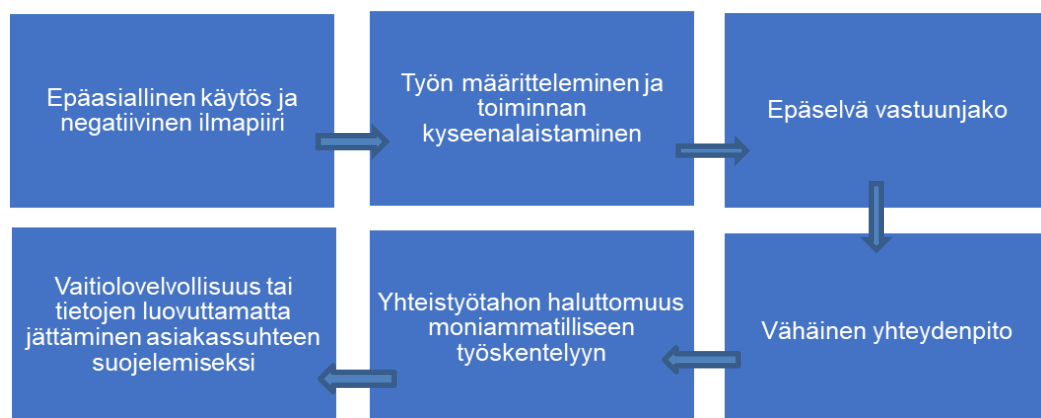 Epäasiallinen käytös ja
negatiivinen ilmapiiri
Työn määritteleminen ja
toiminnan
kyseenalaistaminen
Epäselvä vastuunjako
Vähäinen yhteydenpito
Yhteistyötahon haluttomuus
moniammatilliseen
työskentelyyn
Vaitiolovelvollisuus tai
tietojen luovuttamatta
jättäminen asiakassuhteen
suojelemiseksi